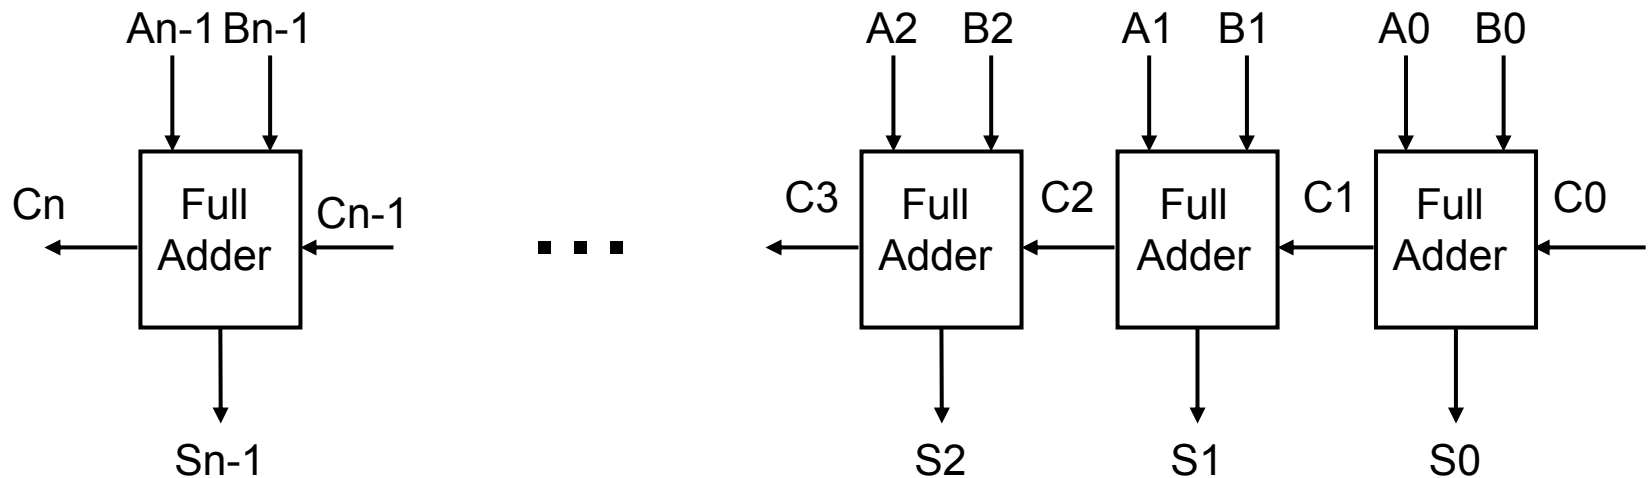 An-1 Bn-1 A2 B2 A1 B1 A0 B0
Cn Full Adder Cn-1 C3 Full Adder C2 Full Adder C1 Full Adder C0
Sn-1 S2 S1 S0